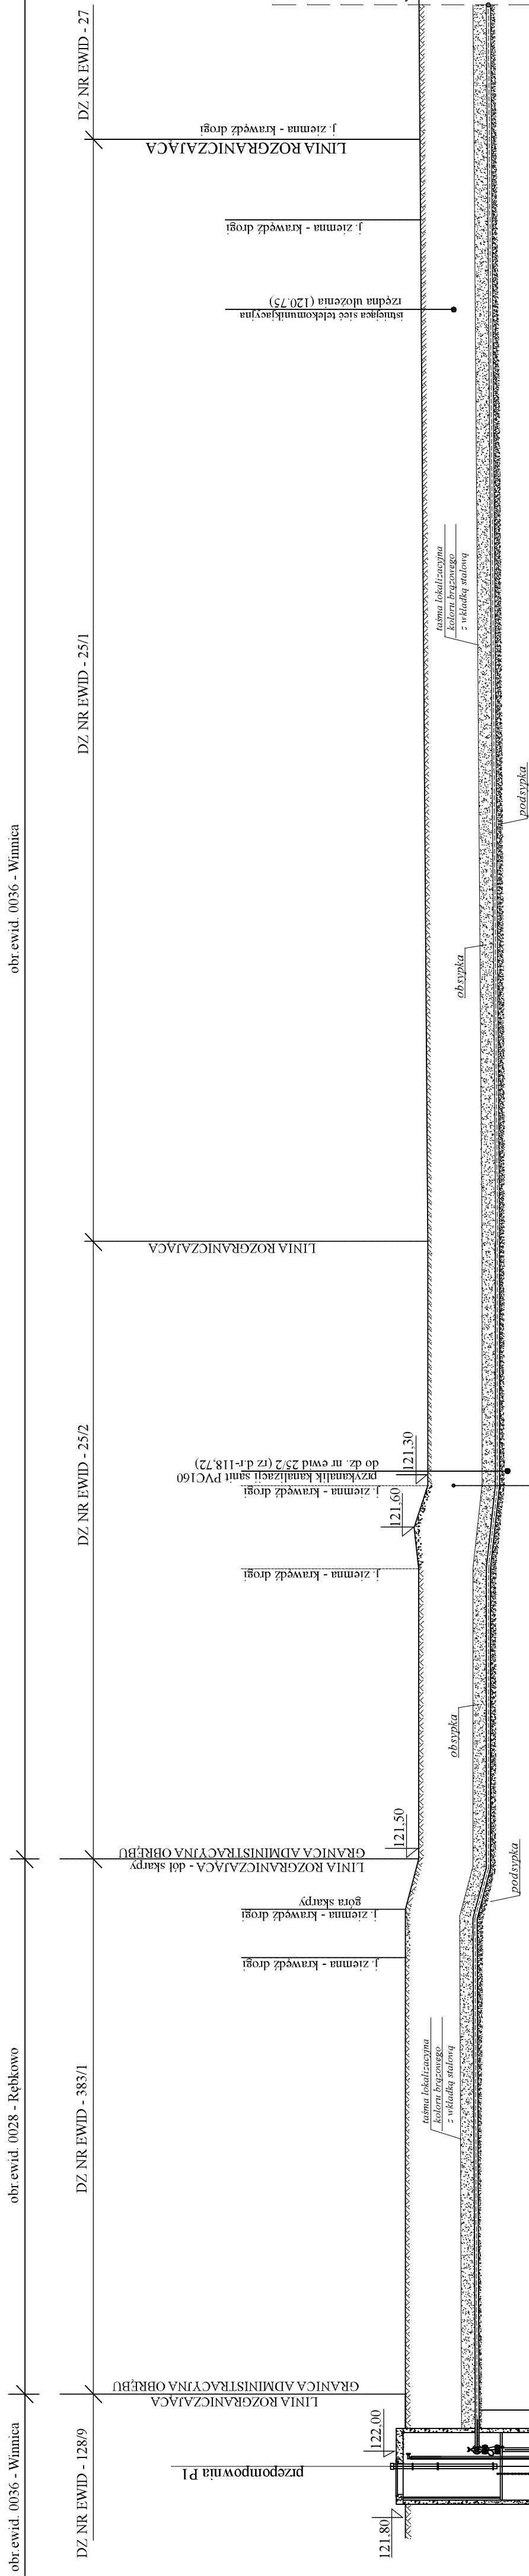 obr.ewid. 0036 - Winnica
obr.ewid. 0028 - Rębkowo
obr.ewid. 0036 - Winnica
DZ NR EWID - 128/9
DZ NR EWID - 383/1
DZ NR EWID - 25/2
DZ NR EWID - 25/1
DZ NR EWID - 27
121,80
przepompownia P1
122,00
LINIA ROZGRANICZAJĄCA
GRANICA ADMINISTRACYJNA OBRĘBU
taśma lokalizacyjna
koloru brązowego
z wkładką stalową
j. ziemna - krawędź drogi
j. ziemna - krawędź drogi
góra skarpy
podsypka
LINIA ROZGRANICZAJĄCA - dół skarpy
GRANICA ADMINISTRACYJNA OBRĘBU
121,50
obsypka
j. ziemna - krawędź drogi
121,60
j. ziemna - krawędź drogi
przykanalik kanalizacji sanit PVC160
do dz. nr ewid 25/2 (rz d.r-118,72)
121,30
LINIA ROZGRANICZAJĄCA
obsypka
podsypka
taśma lokalizacyjna
koloru brązowego
z wkładką stalową
istniejąca sieć telekomunikjacyjna
rzędna ułożenia (120.75)
j. ziemna - krawędź drogi
LINIA ROZGRANICZAJĄCA
j. ziemna - krawędź drogi